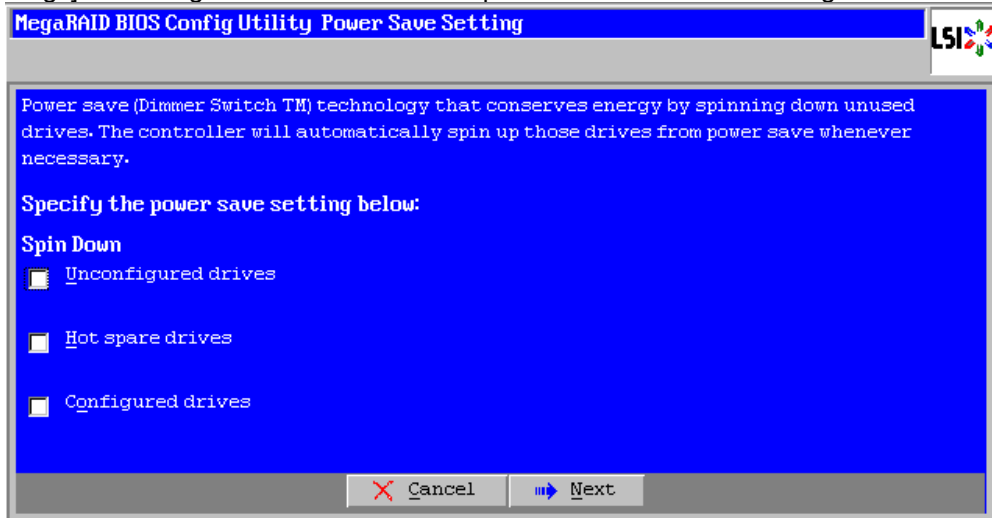 MegaRAID BIOS Config Utility Power Save Setting
LSI
Power save (Dimmer Switch TM) technology that conserves energy by spinning down unused
drives. The controller will automatically spin up those drives from power save whenever
necessary.
Specify the power save setting below:
Spin Down
Unconfigured drives
Hot spare drives
Configured drives
Cancel
Next